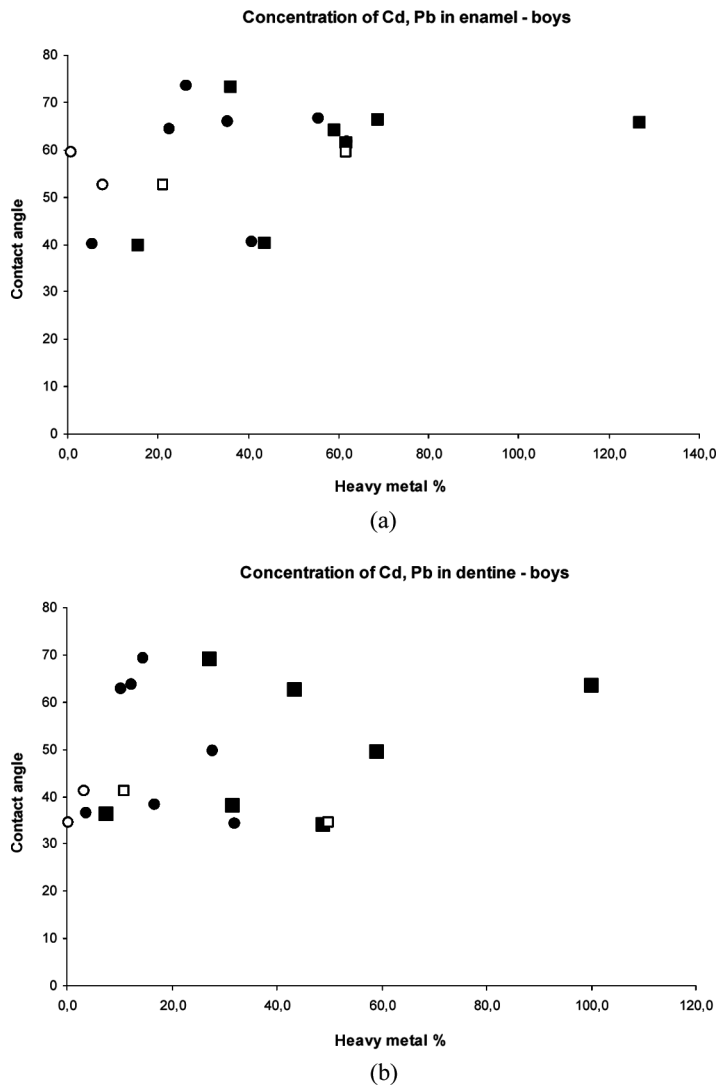 Concentration of Cd, Pb in enamel - boys
80
70
60
50
40
30
20
10
0
Contact angle
0,0 20,0 40,0 60,0 80,0 100,0 120,0 140,0
Heavy metal %
(a)
Concentration of Cd, Pb in dentine - boys
80
70
60
50
40
30
20
10
0
Contact angle
0,0 20,0 40,0 60,0 80,0 100,0 120,0
Heavy metal %
(b)